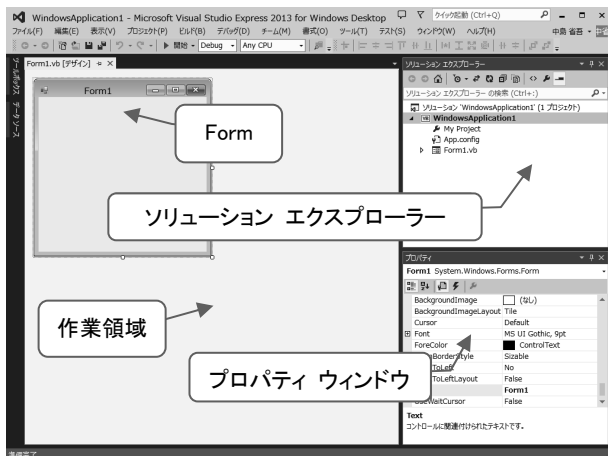 WindowsApplication1 - Microsoft Visual Studio Express 2013 for Windows Desktop
クイック起動 (Ctrl+Q)
ファイル(F) 編集(E) 表示(V) プロジェクト(P) ビルド(B) デバッグ(D) チーム(M) 書式(O) ツール(T) テスト(S) ウィンドウ(W) ヘルプ(H)
中島 省吾
開始 Debug Any CPU
ツールボックス
データ ソース
Form1.vb [デザイン]
Form1
Form
ソリューション エクスプローラー
ソリューション エクスプローラー の検索 (Ctrl+:)
ソリューション 'WindowsApplication1' (1 プロジェクト)
WindowsApplication1
My Project
App.config
Form1.vb
ソリューション エクスプローラー
作業領域
プロパティ ウィンドウ
プロパティ
Form1 System.Windows.Forms.Form
BackgroundImage (なし)
BackgroundImageLayout Tile
Cursor Default
Font MS UI Gothic, 9pt
ForeColor ControlText
BorderStyle Sizable
ToLeft No
ToLeftLayout False
Form1
UseWaitCursor False
Text
コントロールに関連付けられたテキストです。
準備完了